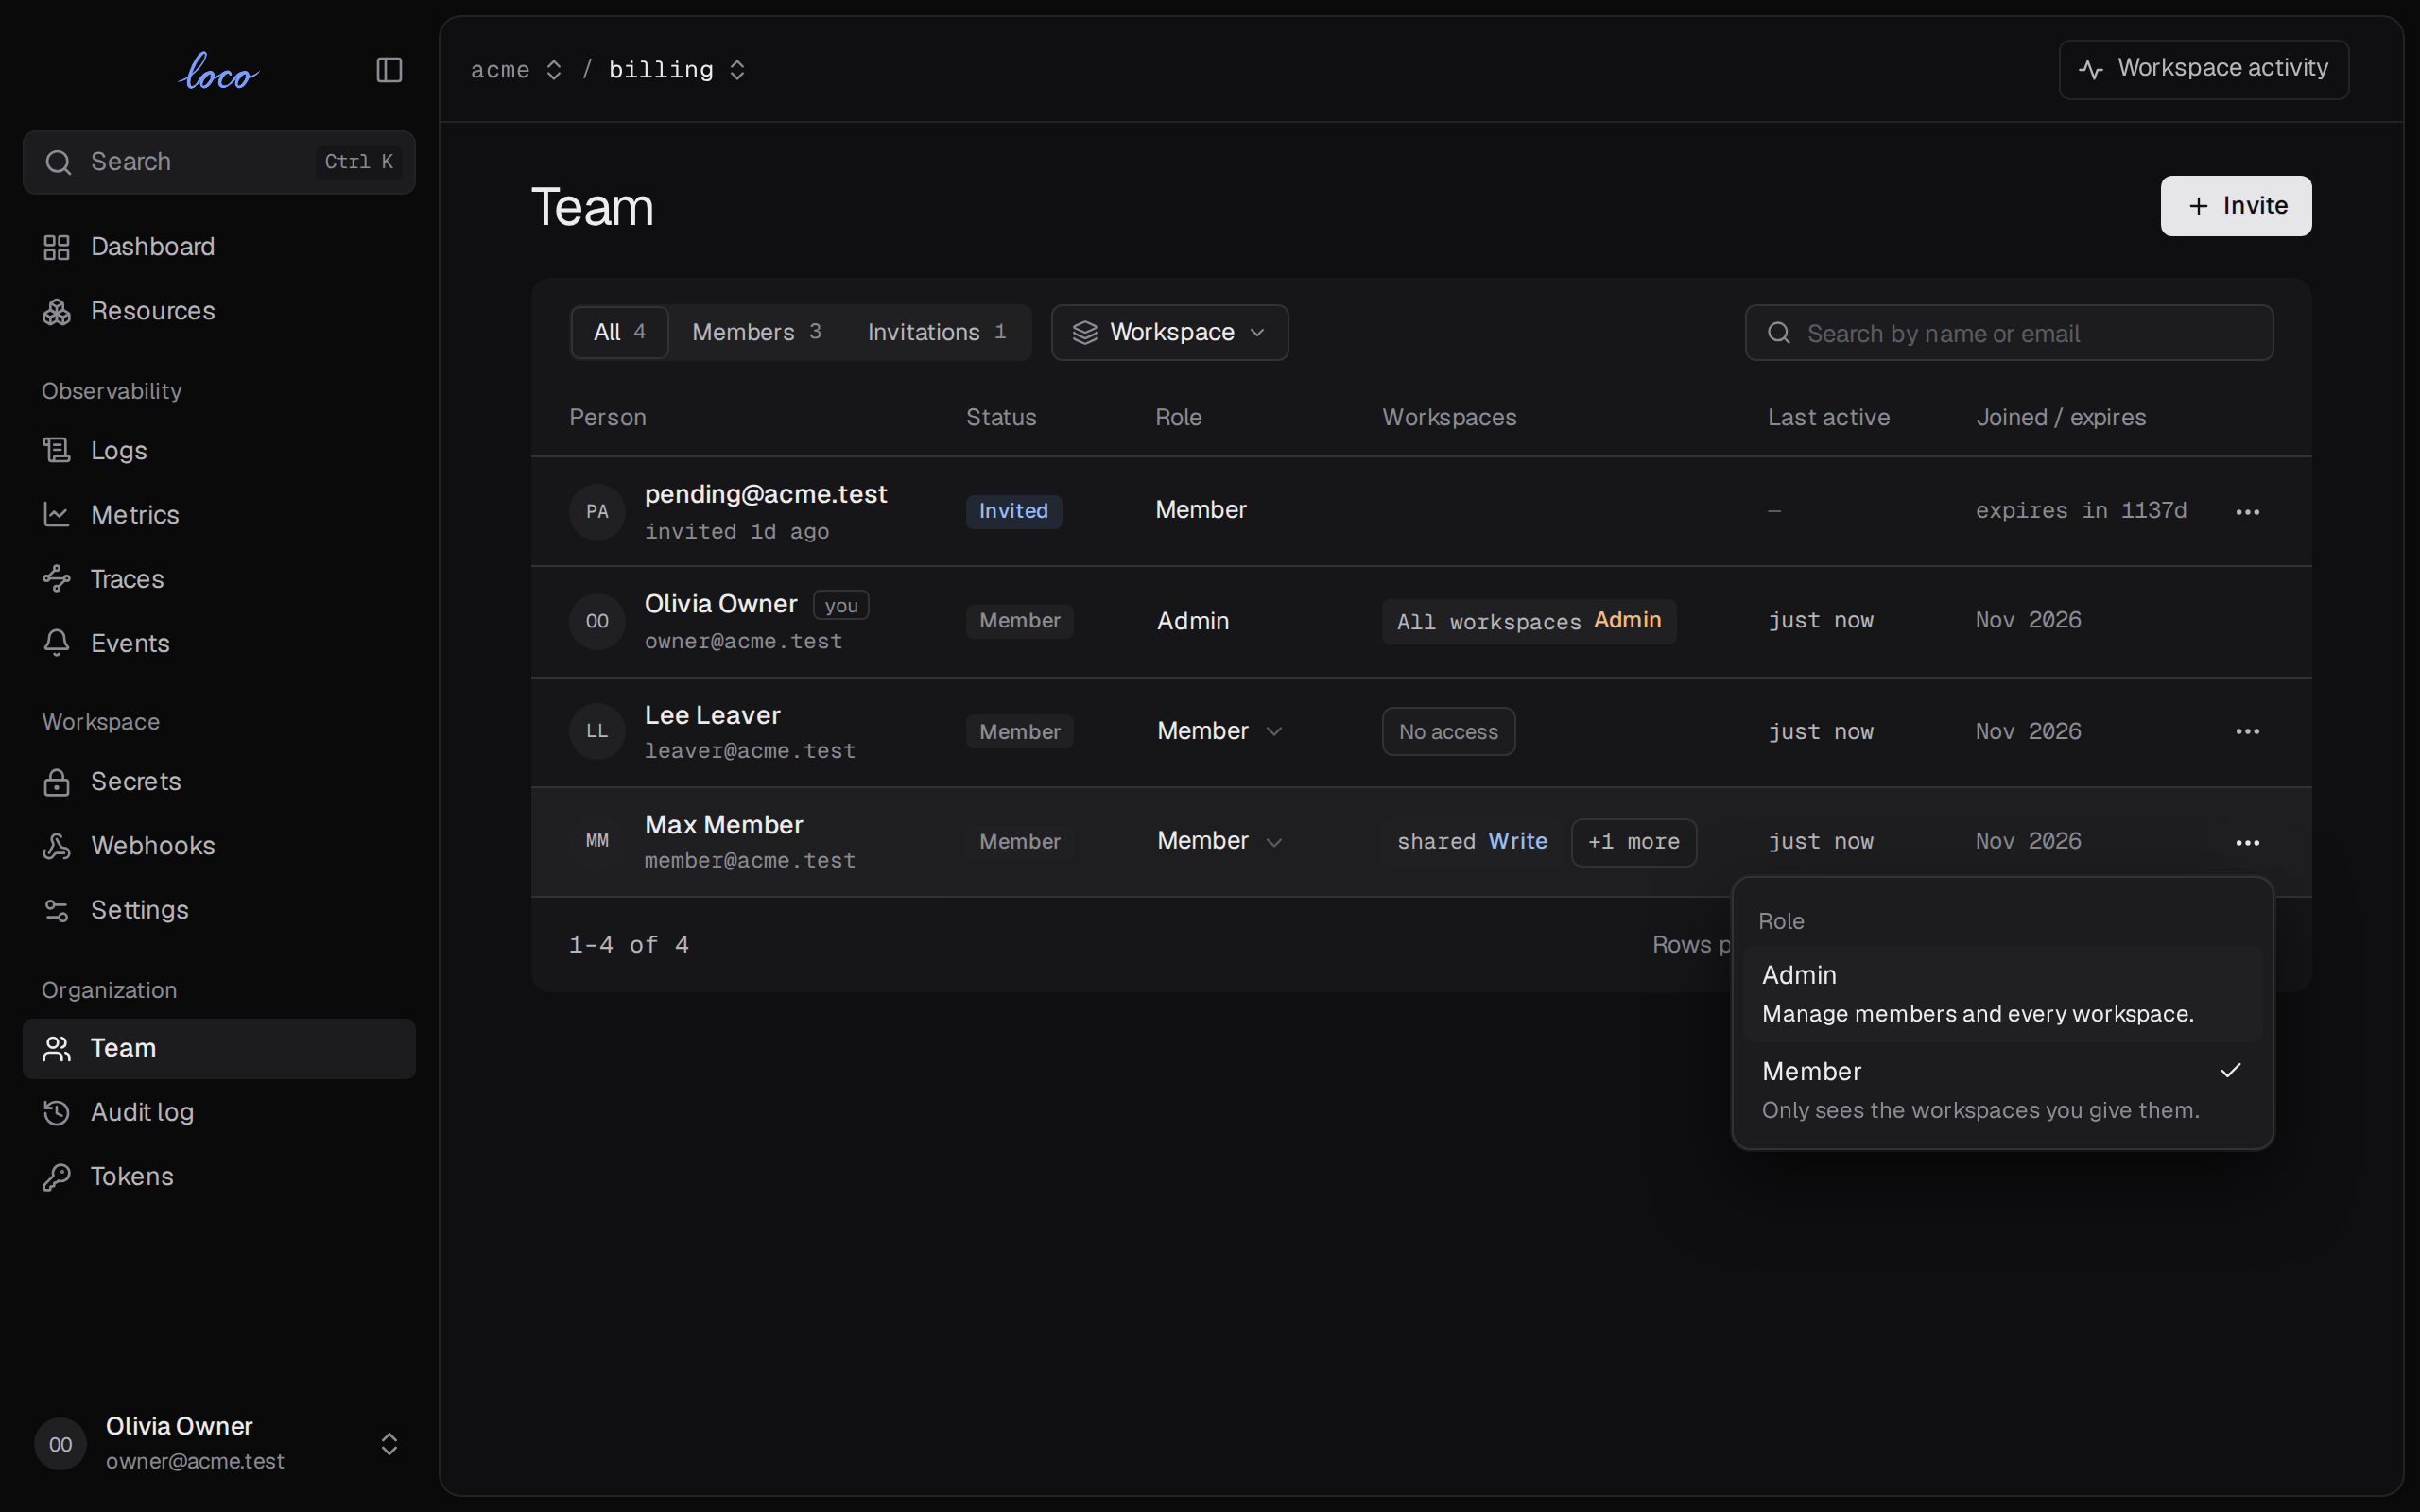 loco
Search Ctrl K
Dashboard
Resources
Observability
Logs
Metrics
Traces
Events
Workspace
Secrets
Webhooks
Settings
Organization
Team
Audit log
Tokens
OO Olivia Owner
owner@acme.test
acme / billing
Workspace activity
Team
Invite
All 4 Members 3 Invitations 1 Workspace Search by name or email
Person Status Role Workspaces Last active Joined / expires
PA pending@acme.test Invited Member — expires in 1137d
invited 1d ago
OO Olivia Owner you Member Admin All workspaces Admin just now Nov 2026
owner@acme.test
LL Lee Leaver Member Member No access just now Nov 2026
leaver@acme.test
MM Max Member Member Member shared Write +1 more just now Nov 2026
member@acme.test
1–4 of 4 Rows p
Role
Admin
Manage members and every workspace.
Member
Only sees the workspaces you give them.